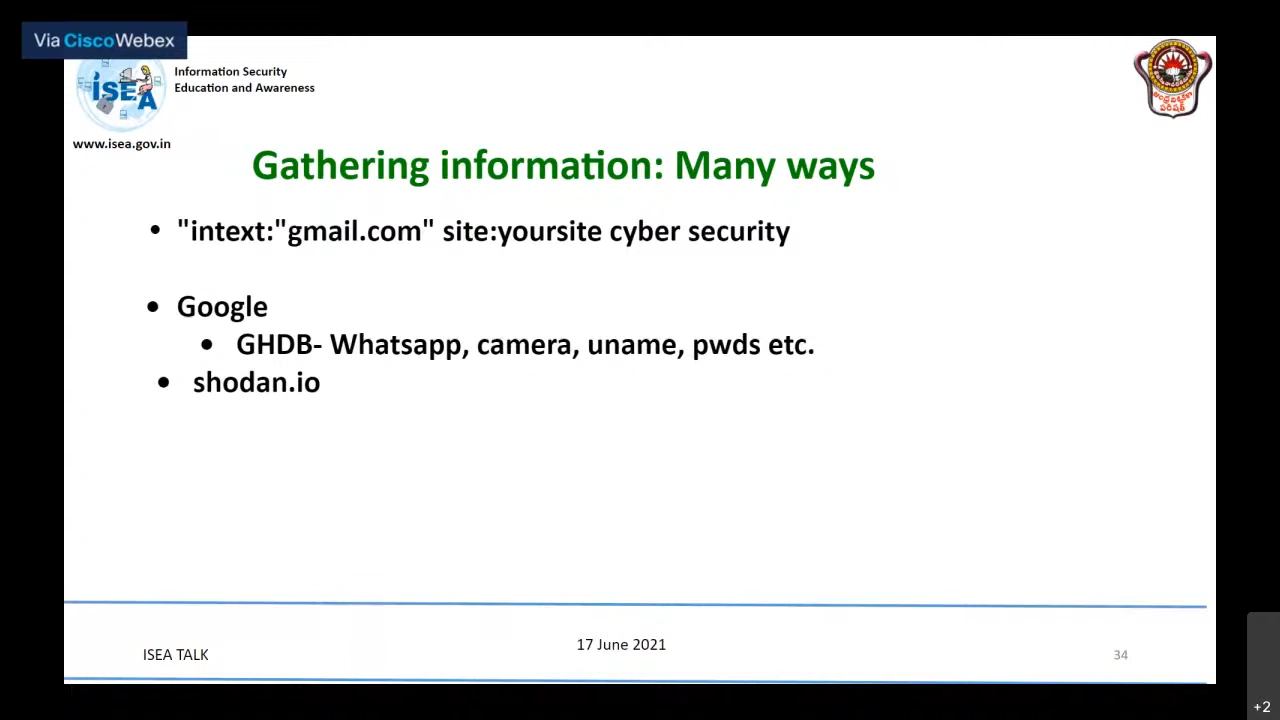 Via CiscoWebex
iSEA
Information Security
Education and Awareness
www.isea.gov.in
Gathering information: Many ways
• "intext:"gmail.com" site:yoursite cyber security
• Google
• GHDB- Whatsapp, camera, uname, pwds etc.
• shodan.io
ISEA TALK
17 June 2021
34
+2